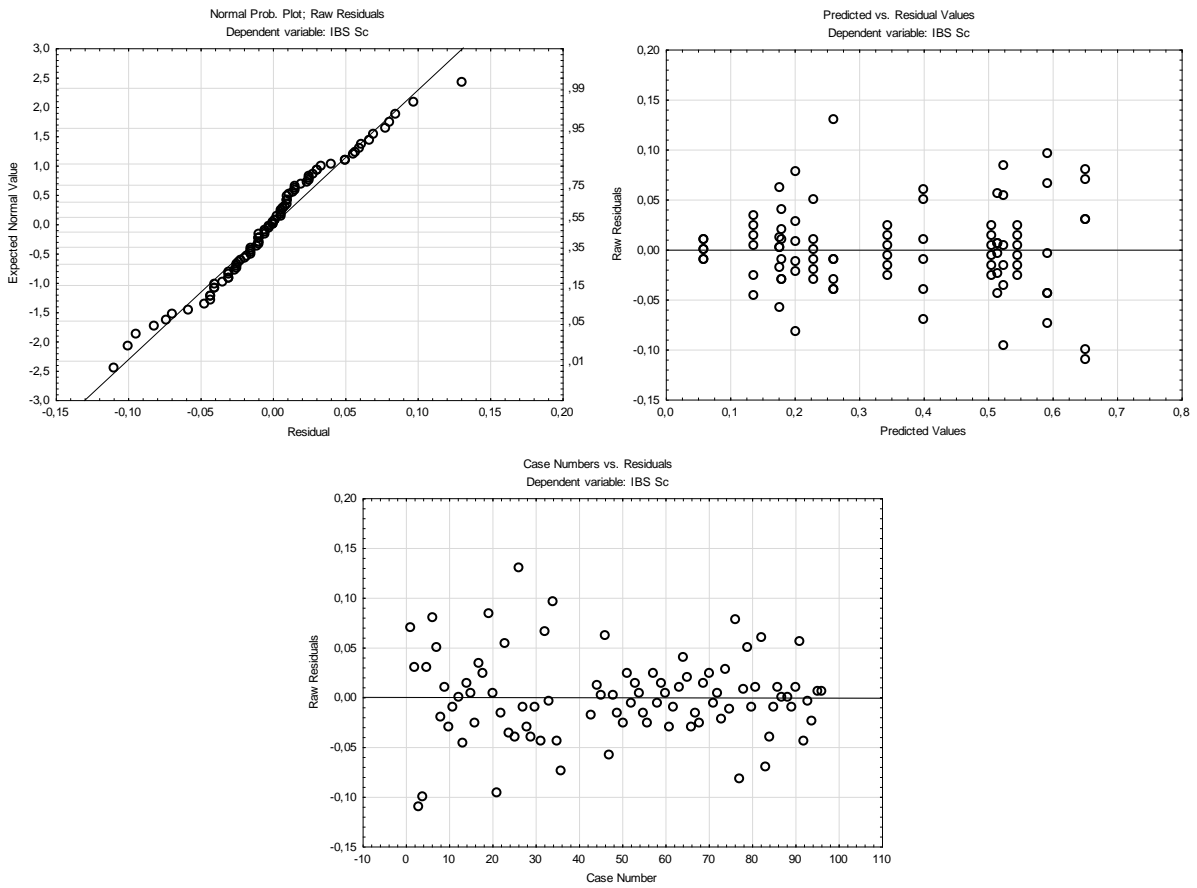 Normal Prob. Plot; Raw Residuals
Dependent variable: IBS Sc
3,0
2,5
2,0
1,5
1,0
0,5
0,0
-0,5
-1,0
-1,5
-2,0
-2,5
-3,0
Expected Normal Value
,99
,95
,75
,55
,35
,15
,05
,01
-0,15 -0,10 -0,05 0,00 0,05 0,10 0,15 0,20
Residual
Predicted vs. Residual Values
Dependent variable: IBS Sc
0,20
0,15
0,10
0,05
0,00
-0,05
-0,10
-0,15
Raw Residuals
0,0 0,1 0,2 0,3 0,4 0,5 0,6 0,7 0,8
Predicted Values
Case Numbers vs. Residuals
Dependent variable: IBS Sc
0,20
0,15
0,10
0,05
0,00
-0,05
-0,10
-0,15
Raw Residuals
-10 0 10 20 30 40 50 60 70 80 90 100 110
Case Number